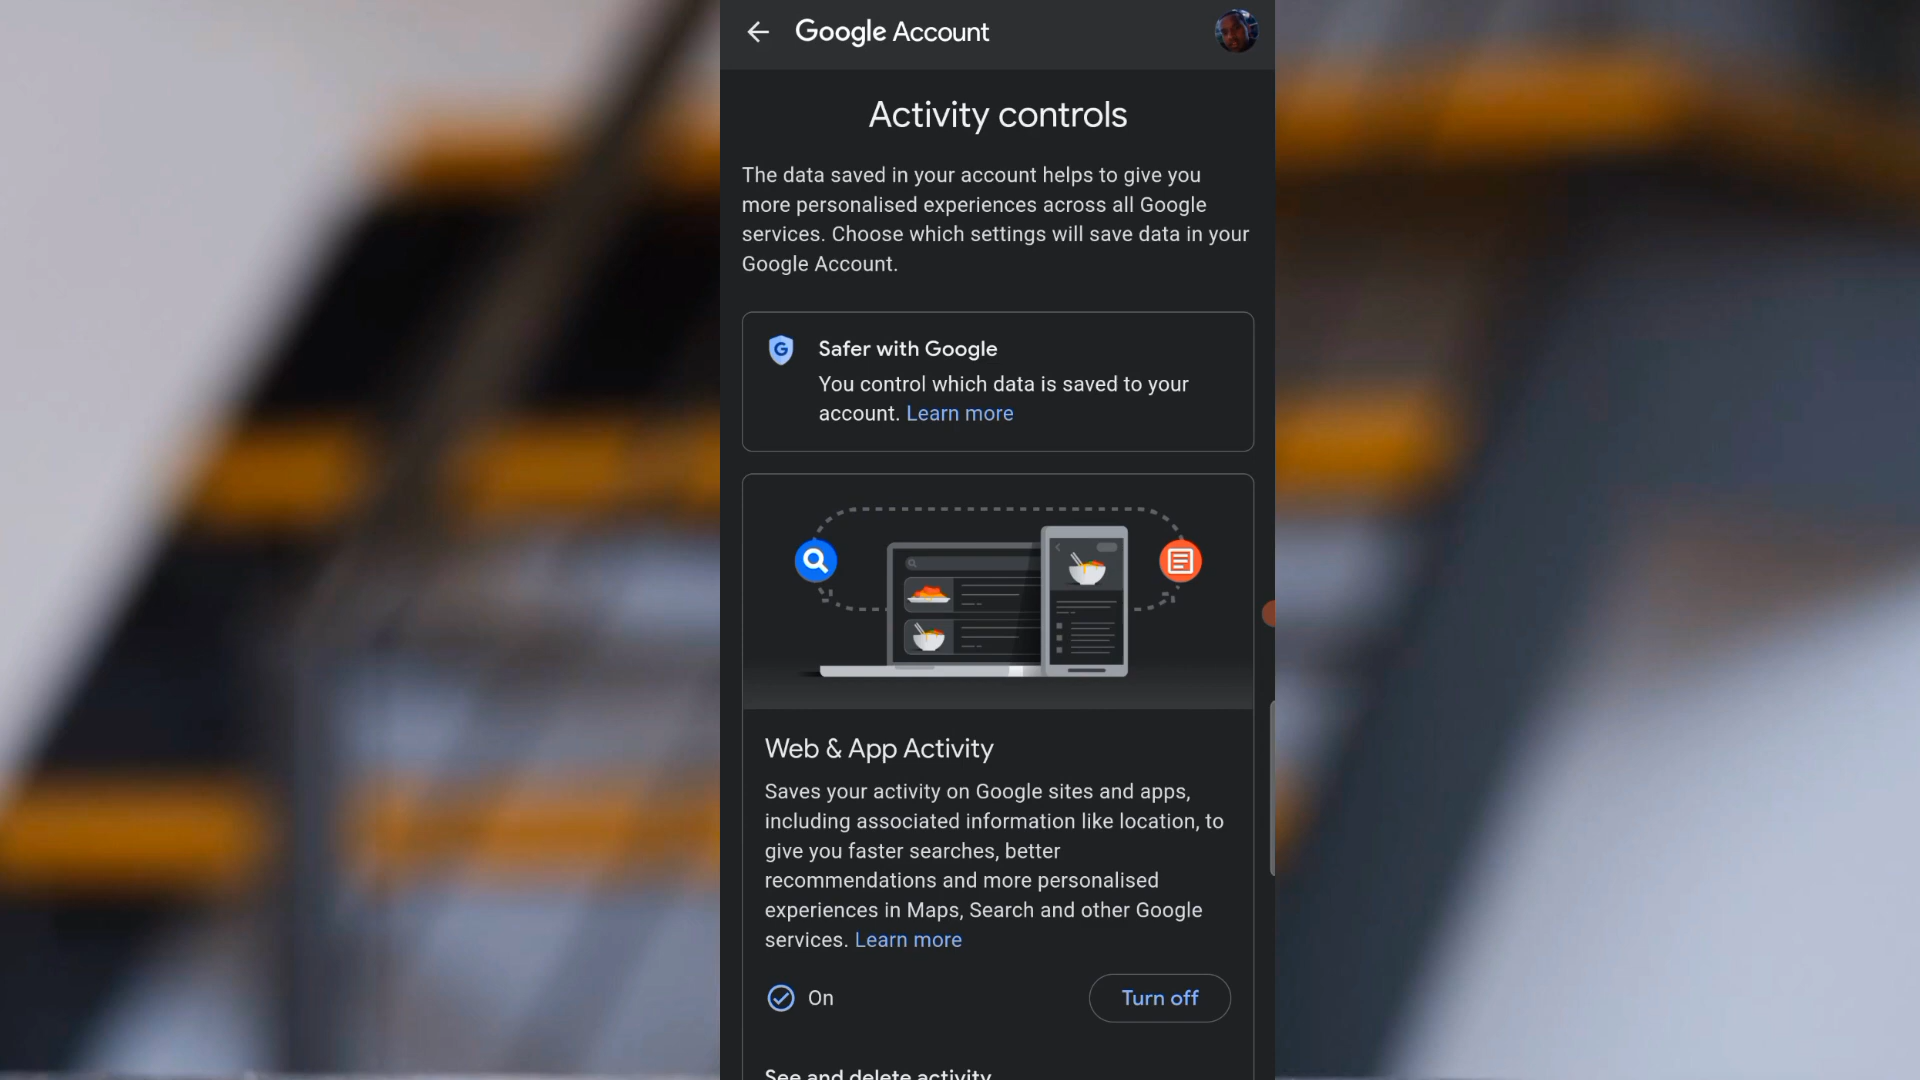 Google Account
Activity controls
The data saved in your account helps to give you
more personalised experiences across all Google
services. Choose which settings will save data in your
Google Account.
Safer with Google
You control which data is saved to your
account. Learn more
Web & App Activity
Saves your activity on Google sites and apps,
including associated information like location, to
give you faster searches, better
recommendations and more personalised
experiences in Maps, Search and other Google
services. Learn more
On
Turn off
See and delete activity